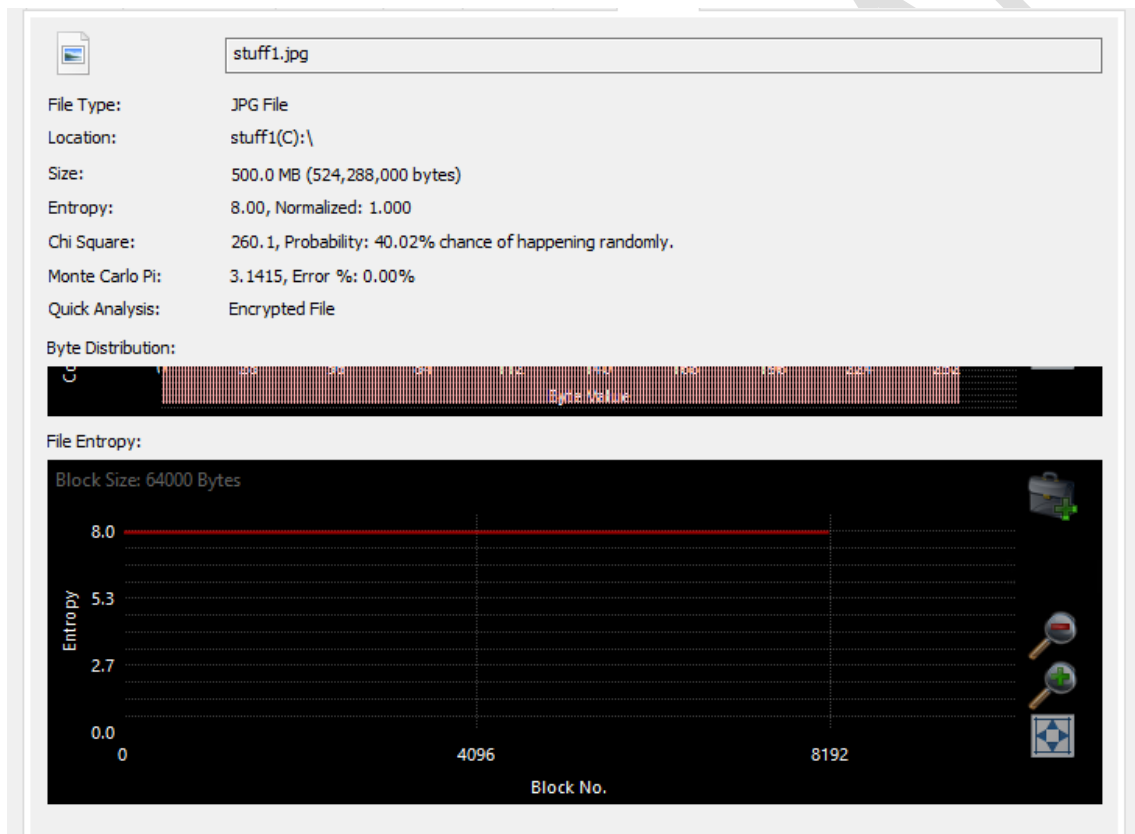 stuff1.jpg
File Type: JPG File
Location: stuff1(C):\
Size: 500.0 MB (524,288,000 bytes)
Entropy: 8.00, Normalized: 1.000
Chi Square: 260.1, Probability: 40.02% chance of happening randomly.
Monte Carlo Pi: 3.1415, Error %: 0.00%
Quick Analysis: Encrypted File
Byte Distribution:
112
Byte Value
File Entropy:
Block Size: 64000 Bytes
8.0
5.3
Entropy
2.7
0.0
0 4096 8192
Block No.